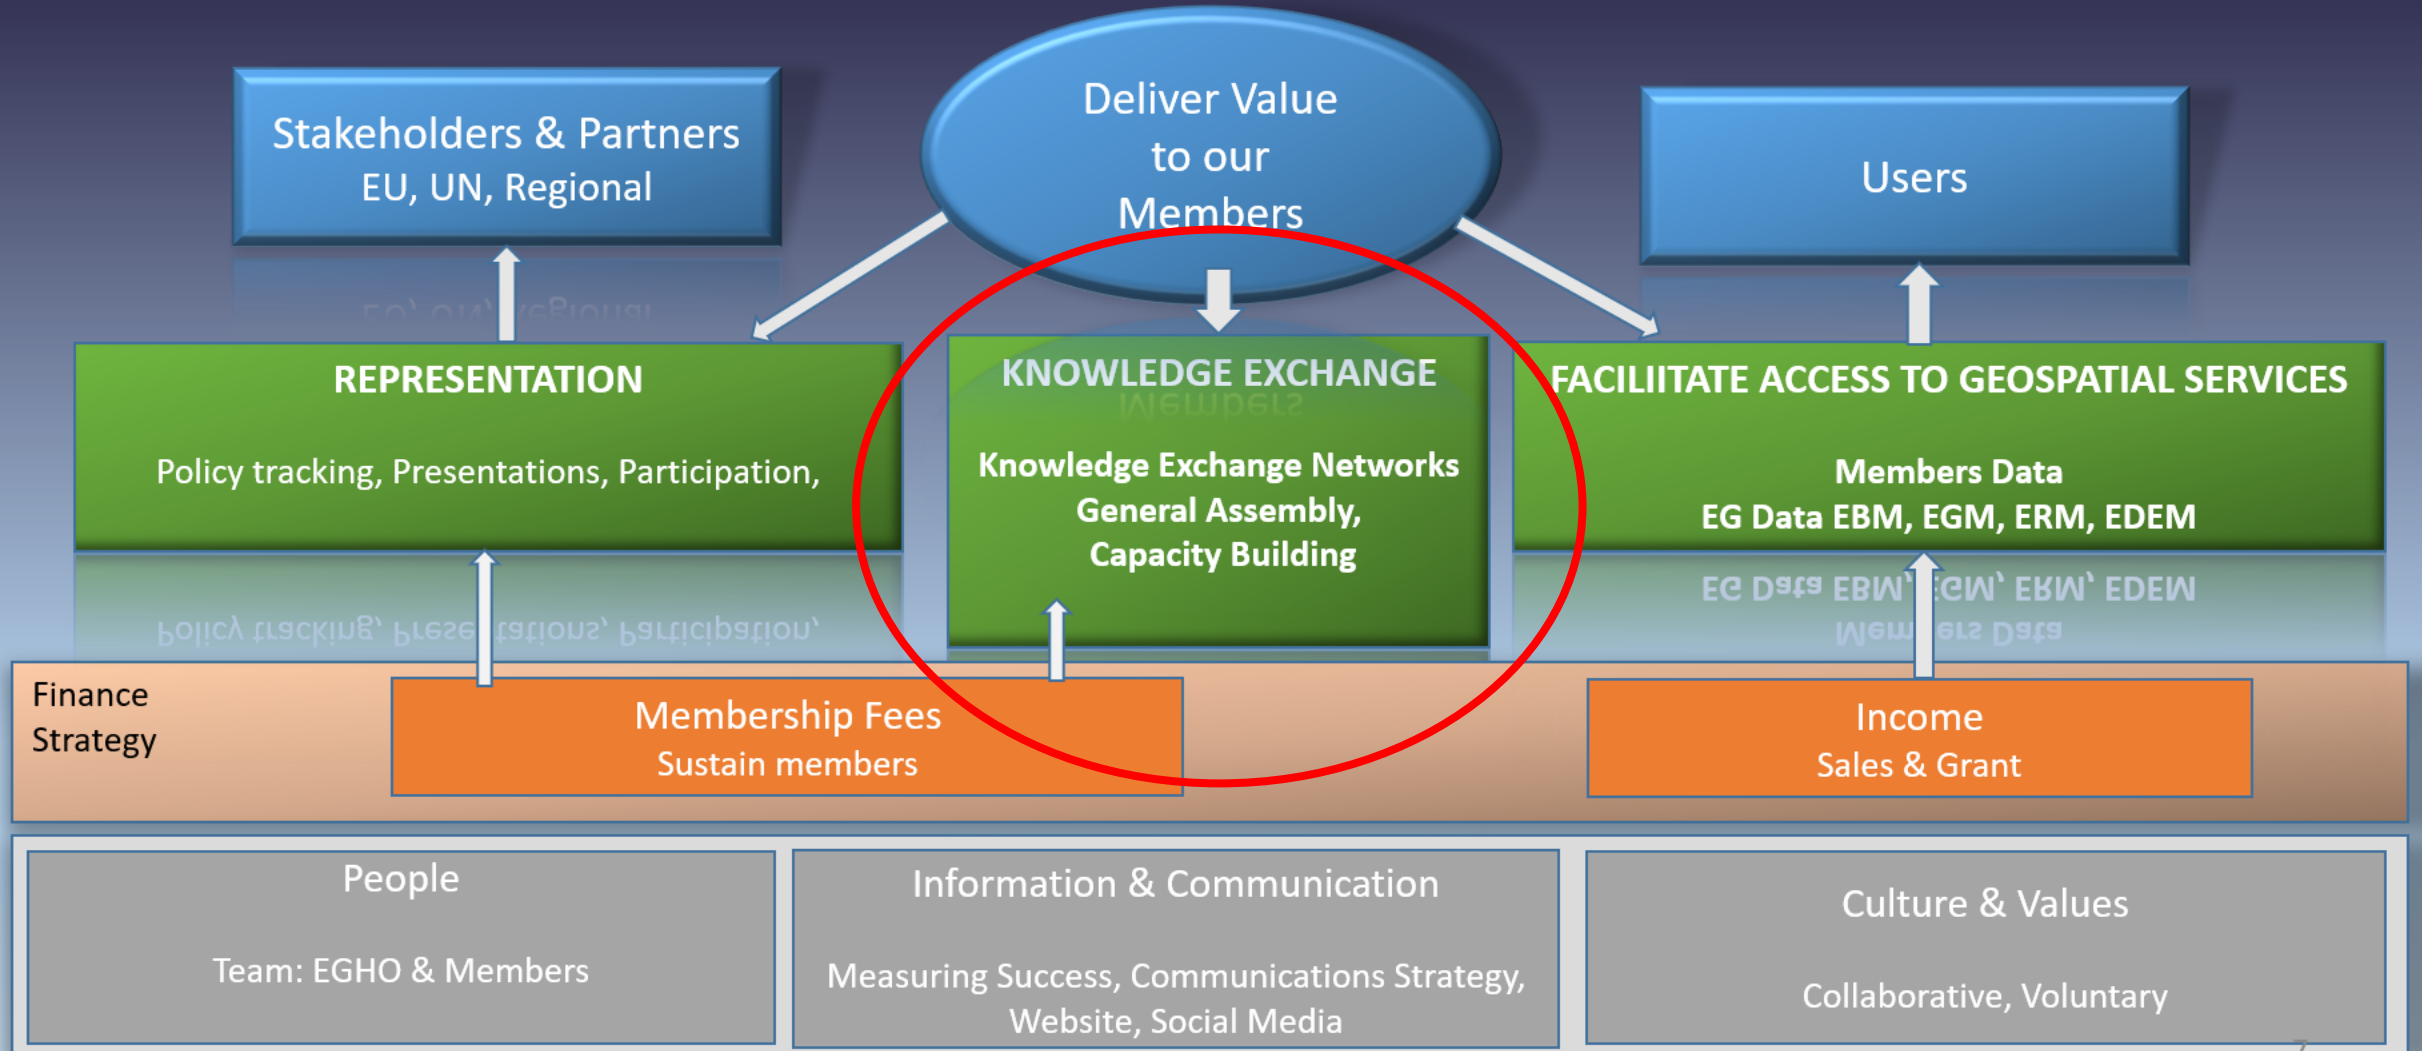 Deliver Value
to our
Members
Stakeholders & Partners
EU, UN, Regional
Users
REPRESENTATION
Policy tracking, Presentations, Participation,
KNOWLEDGE EXCHANGE
Knowledge Exchange Networks
General Assembly,
Capacity Building
FACILIITATE ACCESS TO GEOSPATIAL SERVICES
Members Data
EG Data EBM, EGM, ERM, EDEM
Finance
Strategy
Membership Fees
Sustain members
Income
Sales & Grant
People
Team: EGHO & Members
Information & Communication
Measuring Success, Communications Strategy,
Website, Social Media
Culture & Values
Collaborative, Voluntary